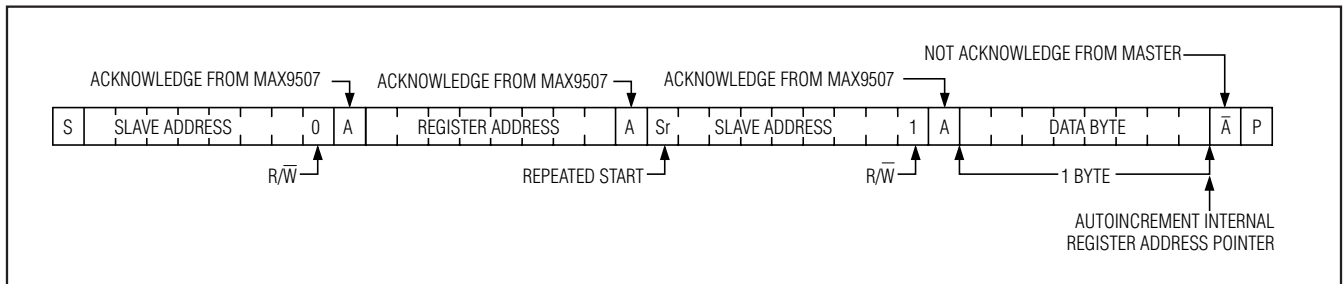 NOT ACKNOWLEDGE FROM MASTER
ACKNOWLEDGE FROM MAX9507 ACKNOWLEDGE FROM MAX9507 ACKNOWLEDGE FROM MAX9507
S SLAVE ADDRESS 0 A REGISTER ADDRESS A Sr SLAVE ADDRESS 1 A DATA BYTE A̅ P
R/W̅ REPEATED START R/W̅ 1 BYTE
AUTOINCREMENT INTERNAL
REGISTER ADDRESS POINTER